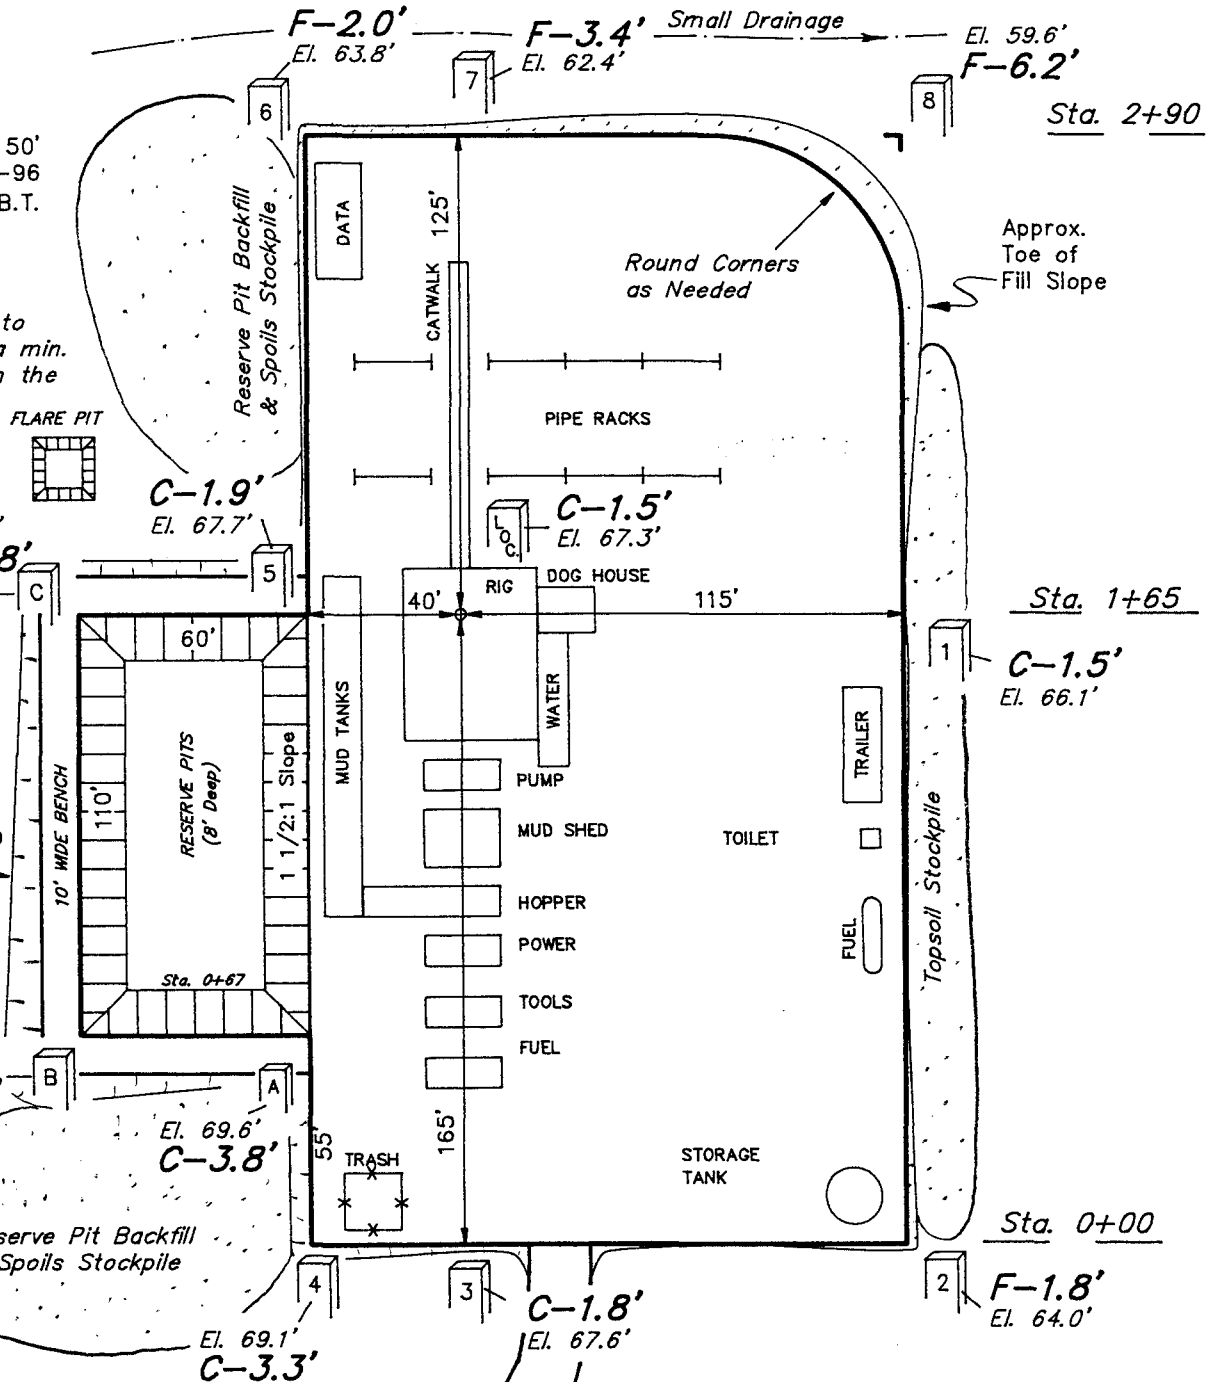 F-2.0'
El. 63.8'
F-3.4'
El. 62.4'
Small Drainage
El. 59.6'
F-6.2'
6
7
8
Sta. 2+90
50'
-96
B.T.
Reserve Pit Backfill
& Spoils Stockpile
DATA
125'
CATWALK
Round Corners
as Needed
Approx.
Toe of
Fill Slope
to
min.
the
FLARE PIT
PIPE RACKS
C-1.9'
El. 67.7'
LOC.
C-1.5'
El. 67.3'
8'
C
5
RIG
DOG HOUSE
40'
115'
Sta. 1+65
60'
1
C-1.5'
El. 66.1'
MUD TANKS
WATER
TRAILER
10' WIDE BENCH
110'
RESERVE PITS
(8' Deep)
1 1/2:1 Slope
PUMP
MUD SHED
TOILET
HOPPER
POWER
FUEL
Topsoil Stockpile
Sta. 0+67
TOOLS
FUEL
B
A
El. 69.6'
C-3.8'
55'
TRASH
165'
STORAGE
TANK
serve Pit Backfill
Spoils Stockpile
Sta. 0+00
4
3
2
F-1.8'
El. 64.0'
C-1.8'
El. 67.6'
El. 69.1'
C-3.3'